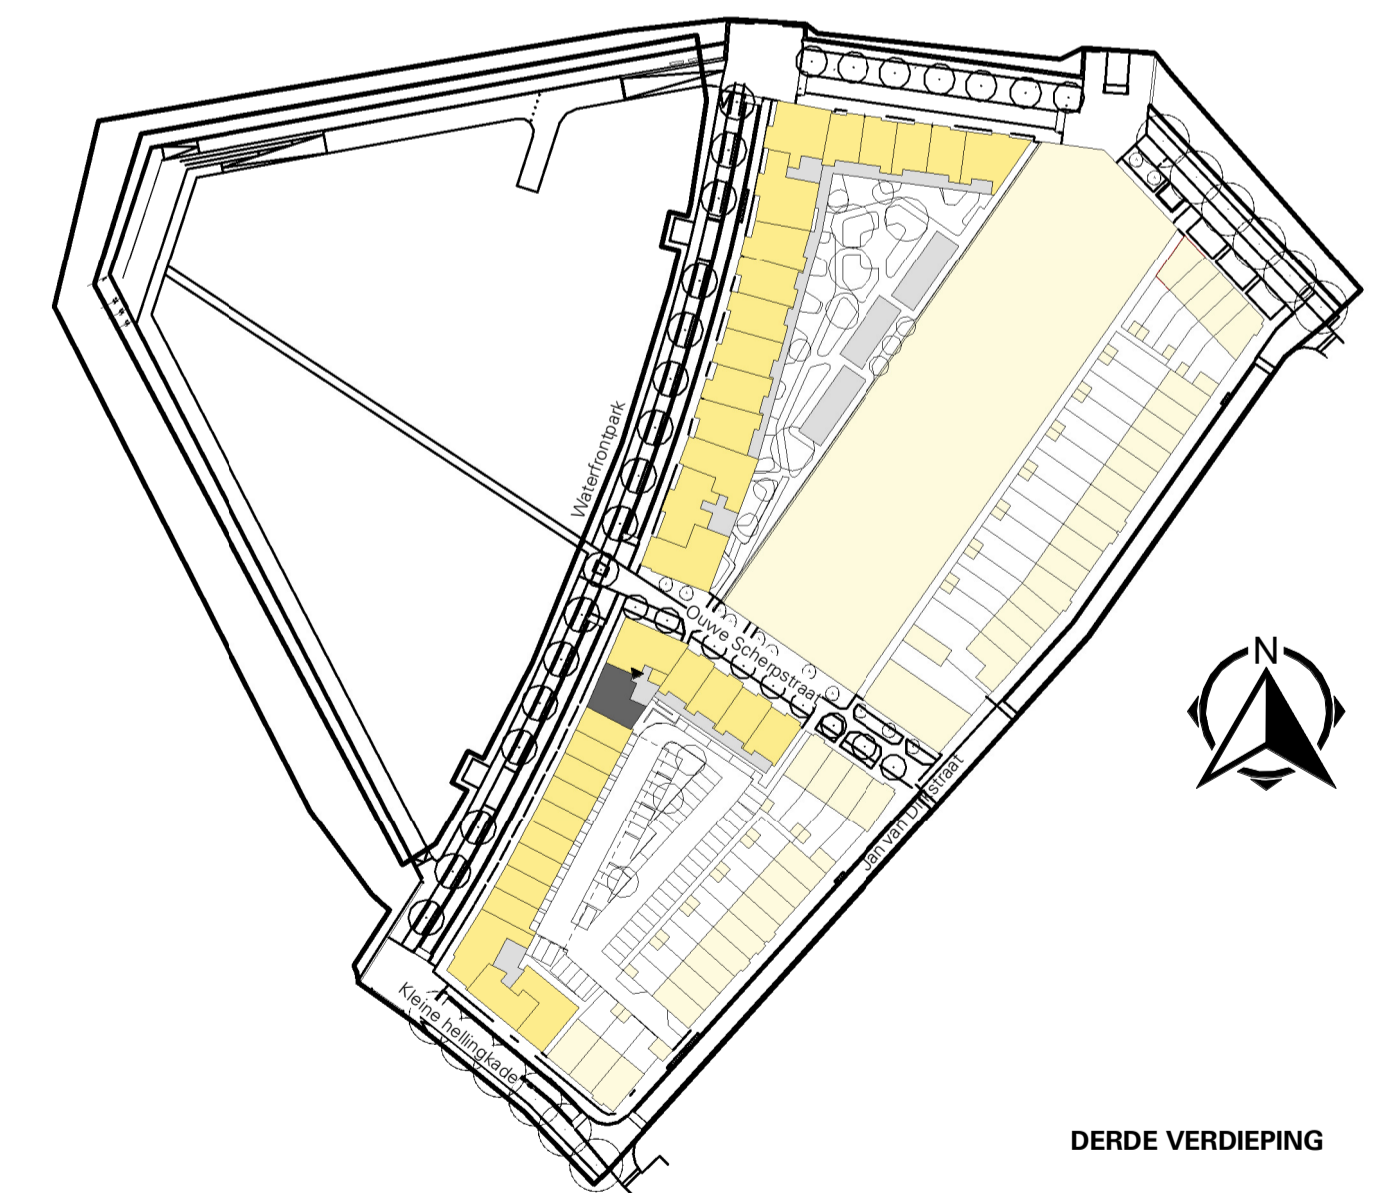 Waterfrontpark
Ouwe Scherpstraat
N
Jan van Dijkstraat
Kleine hellingkade
DERDE VERDIEPING